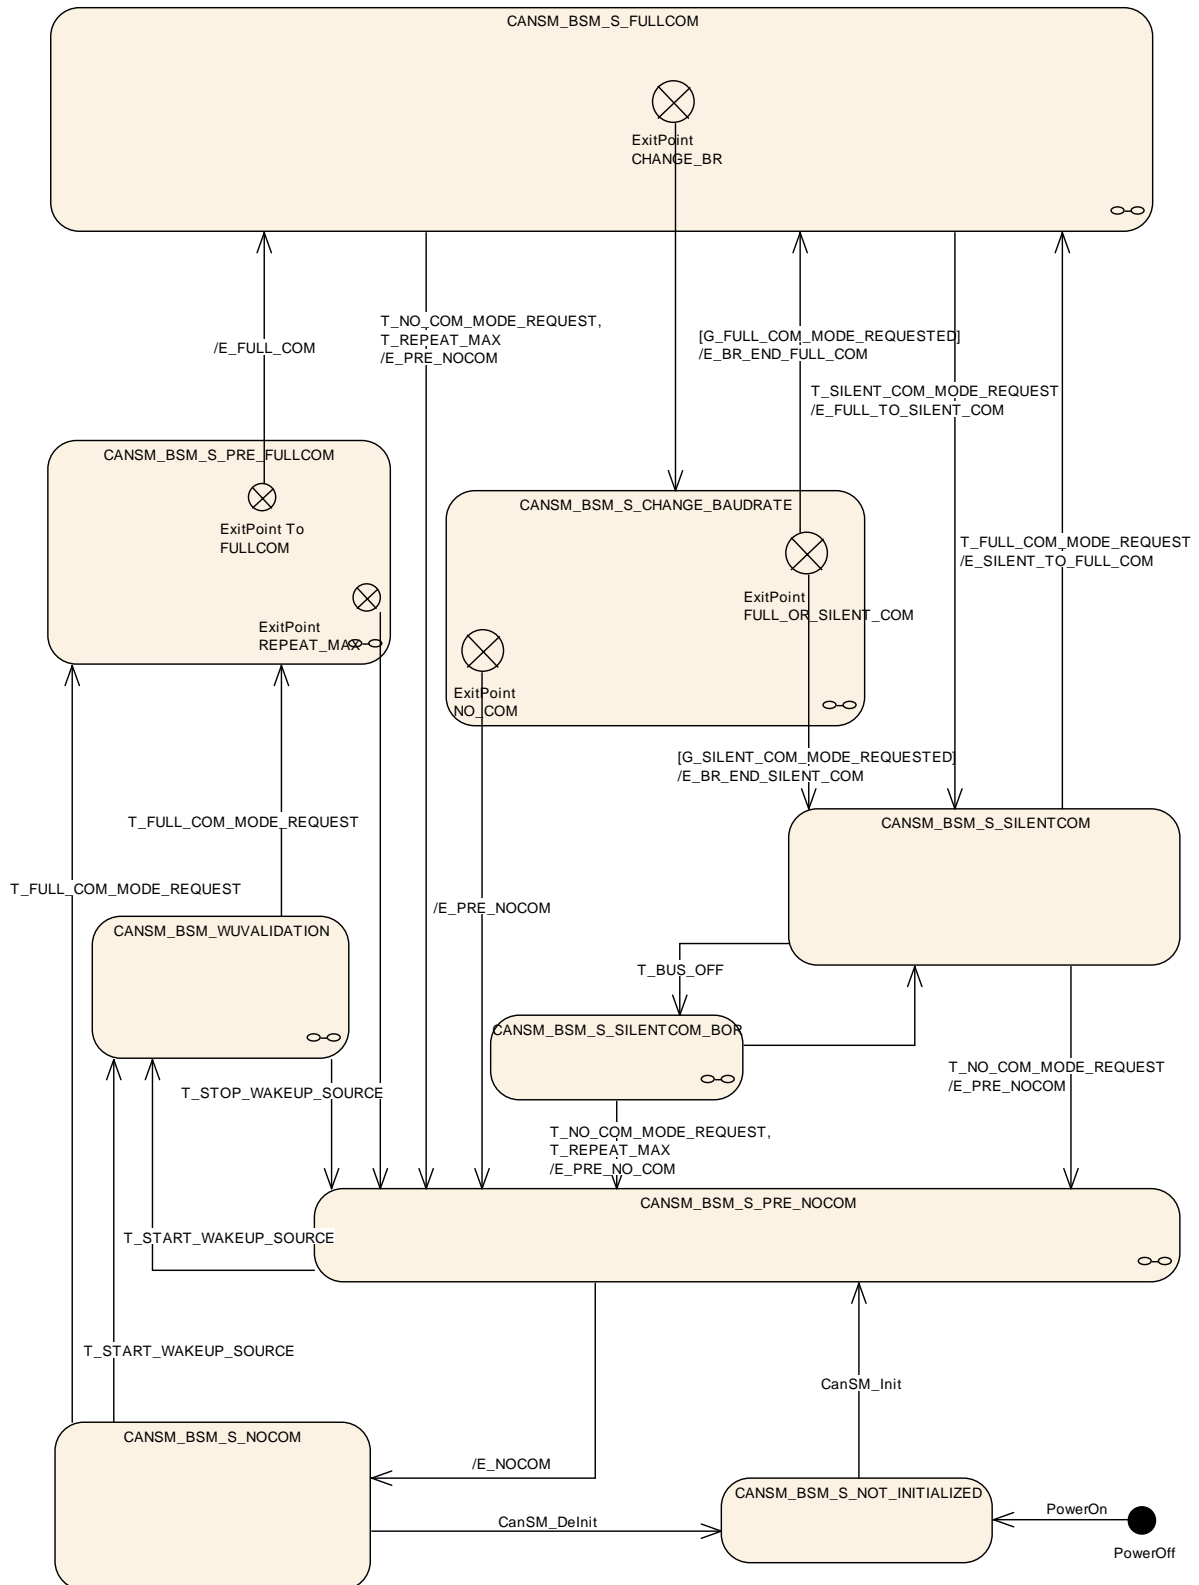 CANSM_BSM_S_FULLCOM
ExitPoint
CHANGE_BR
/E_FULL_COM
T_NO_COM_MODE_REQUEST,
T_REPEAT_MAX
/E_PRE_NOCOM
[G_FULL_COM_MODE_REQUESTED]
/E_BR_END_FULL_COM
T_SILENT_COM_MODE_REQUEST
/E_FULL_TO_SILENT_COM
T_FULL_COM_MODE_REQUEST
/E_SILENT_TO_FULL_COM
CANSM_BSM_S_PRE_FULLCOM
ExitPoint To
FULLCOM
ExitPoint
REPEAT_MAX
CANSM_BSM_S_CHANGE_BAUDRATE
ExitPoint
FULL_OR_SILENT_COM
ExitPoint
NO_COM
[G_SILENT_COM_MODE_REQUESTED]
/E_BR_END_SILENT_COM
T_FULL_COM_MODE_REQUEST
CANSM_BSM_S_SILENTCOM
T_FULL_COM_MODE_REQUEST
/E_PRE_NOCOM
CANSM_BSM_WUVALIDATION
T_BUS_OFF
CANSM_BSM_S_SILENTCOM_BOR
T_STOP_WAKEUP_SOURCE
T_NO_COM_MODE_REQUEST
/E_PRE_NOCOM
T_NO_COM_MODE_REQUEST,
T_REPEAT_MAX
/E_PRE_NO_COM
CANSM_BSM_S_PRE_NOCOM
T_START_WAKEUP_SOURCE
T_START_WAKEUP_SOURCE
CanSM_Init
CANSM_BSM_S_NOCOM
/E_NOCOM
CANSM_BSM_S_NOT_INITIALIZED
CanSM_DeInit
PowerOn
PowerOff